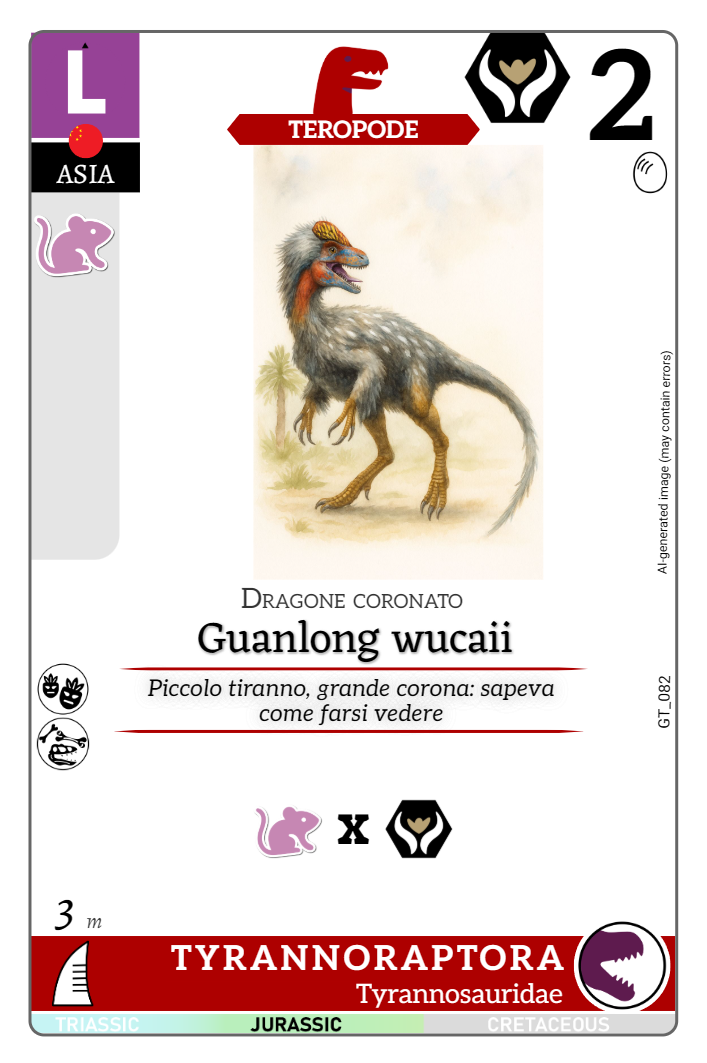 L
TEROPODE
2
ASIA
AI-generated image (may contain errors)
Dragone coronato
Guanlong wucaii
Piccolo tiranno, grande corona: sapeva
come farsi vedere
GT_082
x
3 m
TYRANNORAPTORA
Tyrannosauridae
TRIASSIC JURASSIC CRETACEOUS